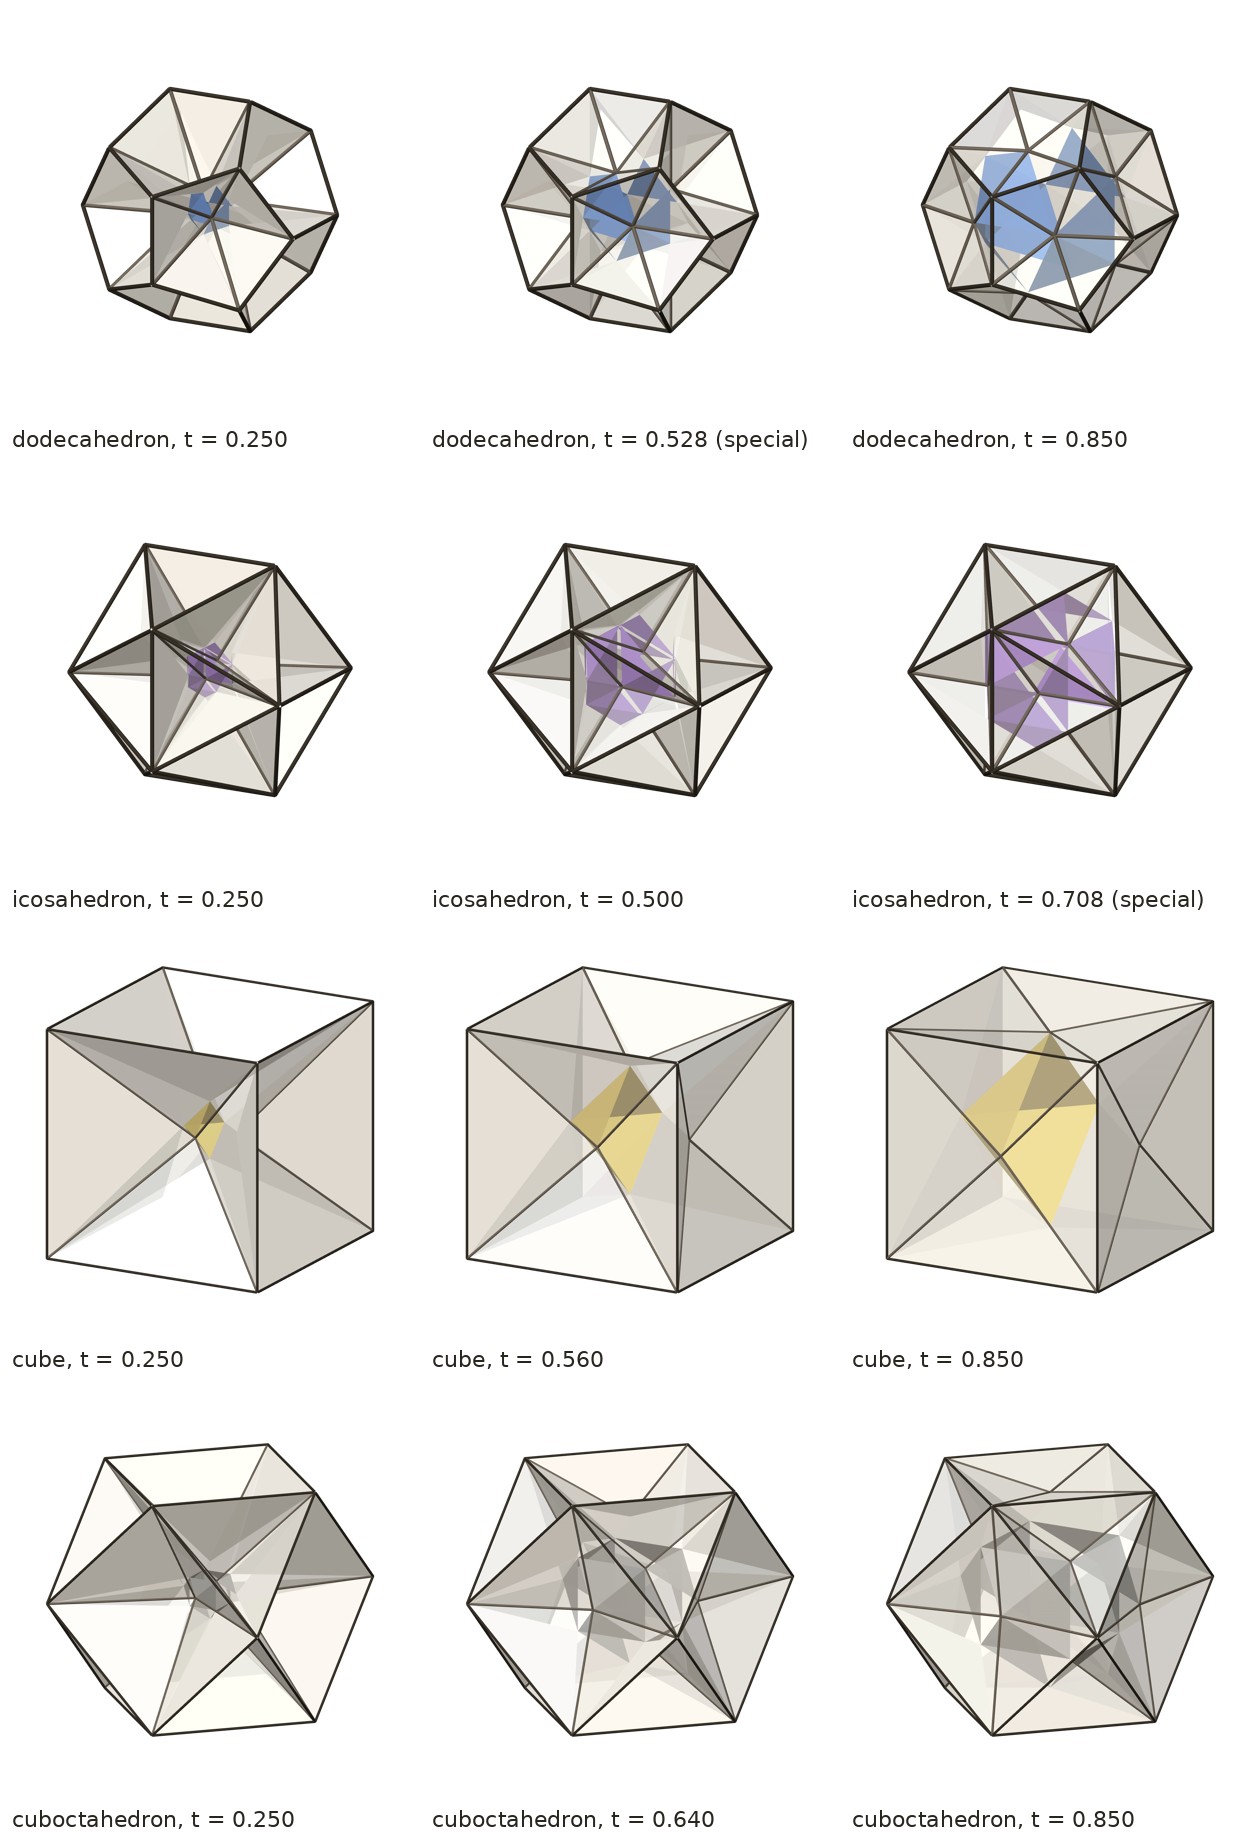 dodecahedron, t = 0.250
dodecahedron, t = 0.528 (special)
dodecahedron, t = 0.850
icosahedron, t = 0.250
icosahedron, t = 0.500
icosahedron, t = 0.708 (special)
cube, t = 0.250
cube, t = 0.560
cube, t = 0.850
cuboctahedron, t = 0.250
cuboctahedron, t = 0.640
cuboctahedron, t = 0.850